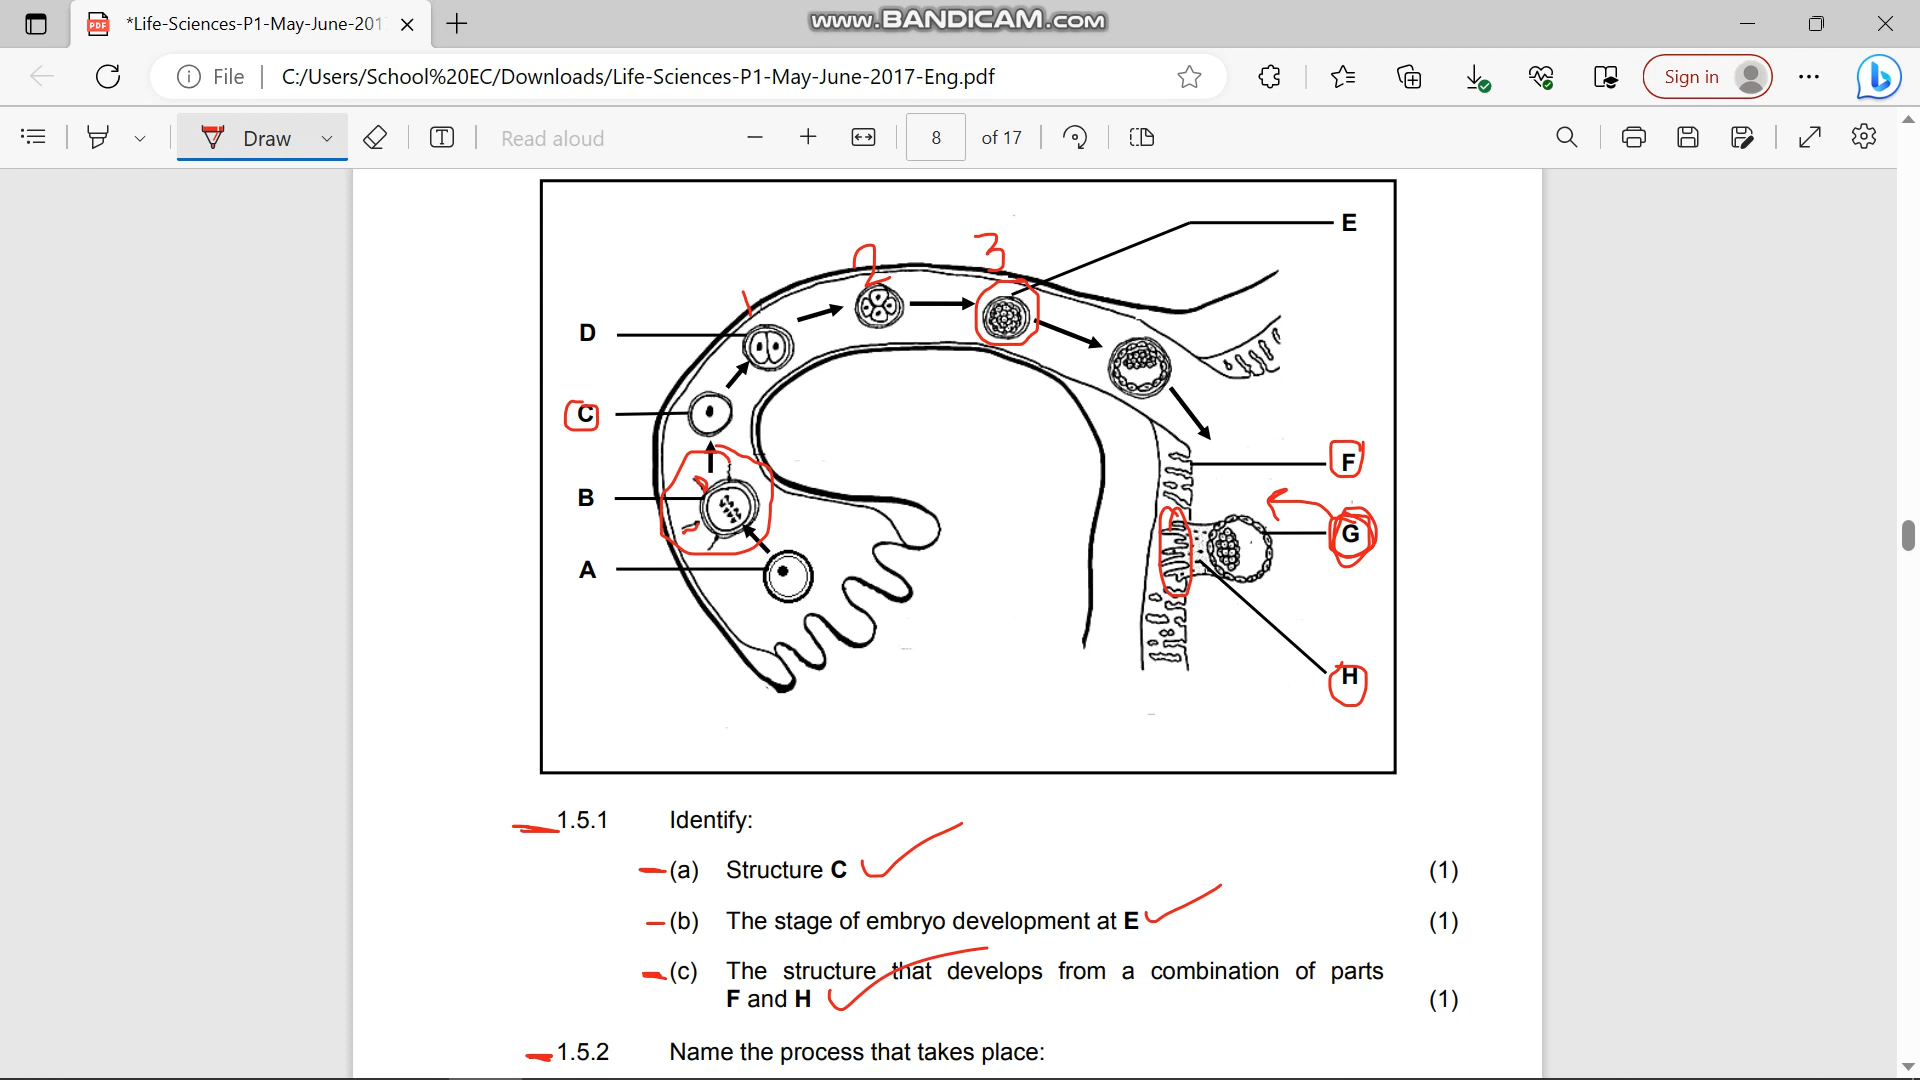 *Life-Sciences-P1-May-June-201
www.BANDICAM.com
File
C:/Users/School%20EC/Downloads/Life-Sciences-P1-May-June-2017-Eng.pdf
Sign in
Draw
Read aloud
8 of 17
E
3
2
1
D
C
F
B
G
A
H
1.5.1 Identify:
(a) Structure C (1)
(b) The stage of embryo development at E (1)
(c) The structure that develops from a combination of parts
F and H (1)
1.5.2 Name the process that takes place: